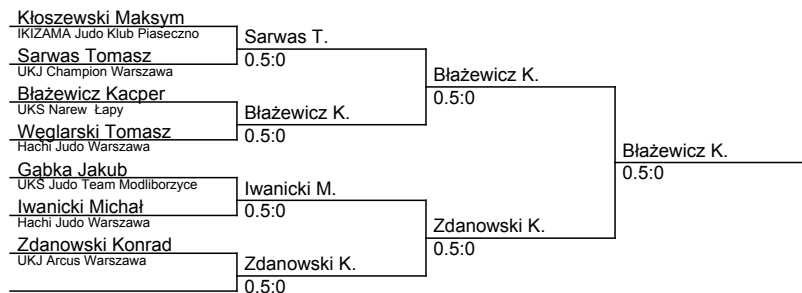 Kłoszewski Maksym
IKIZAMA Judo Klub Piaseczno
Sarwas Tomasz
UKJ Champion Warszawa
Błażewicz Kacper
UKS Narew Łapy
Węglarski Tomasz
Hachi Judo Warszawa
Gąbka Jakub
UKS Judo Team Modliborzyce
Iwanicki Michał
Hachi Judo Warszawa
Zdanowski Konrad
UKJ Arcus Warszawa
Sarwas T.
0.5:0
Błażewicz K.
0.5:0
Iwanicki M.
0.5:0
Zdanowski K.
0.5:0
Błażewicz K.
0.5:0
Zdanowski K.
0.5:0
Błażewicz K.
0.5:0